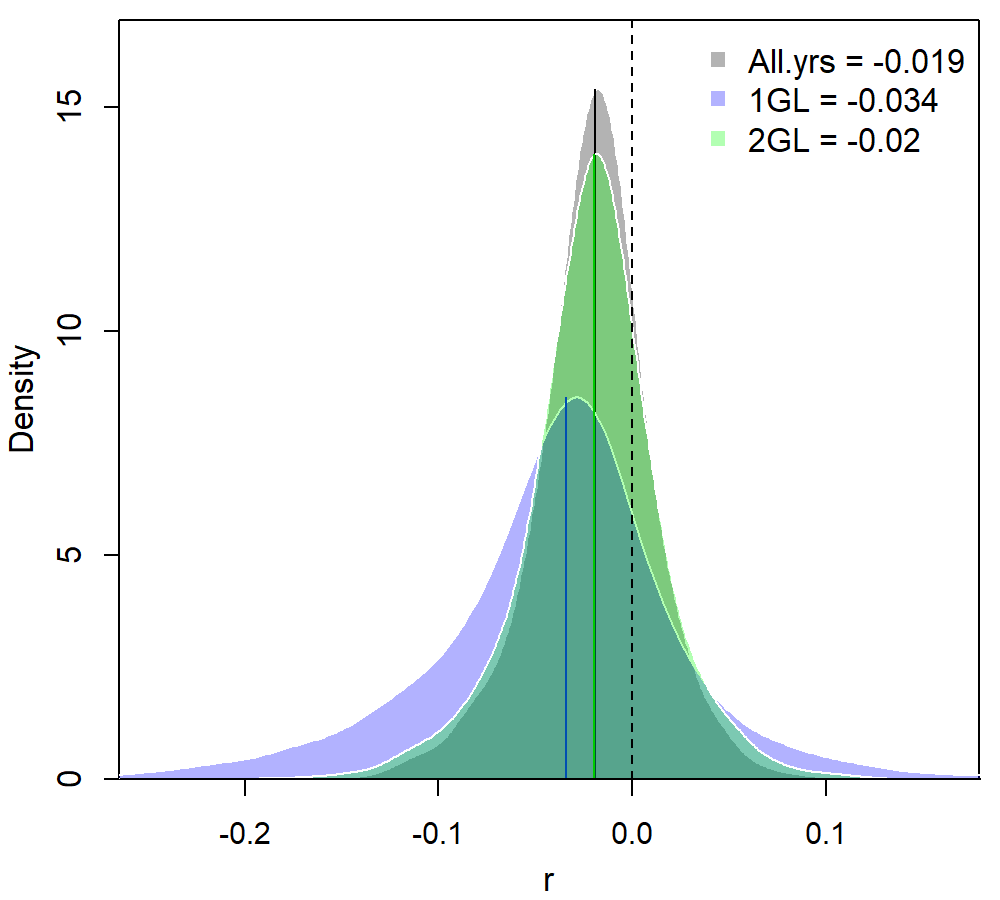 All.yrs = -0.019
1GL = -0.034
2GL = -0.02
15
10
5
0
Density
-0.2 -0.1 0.0 0.1
r